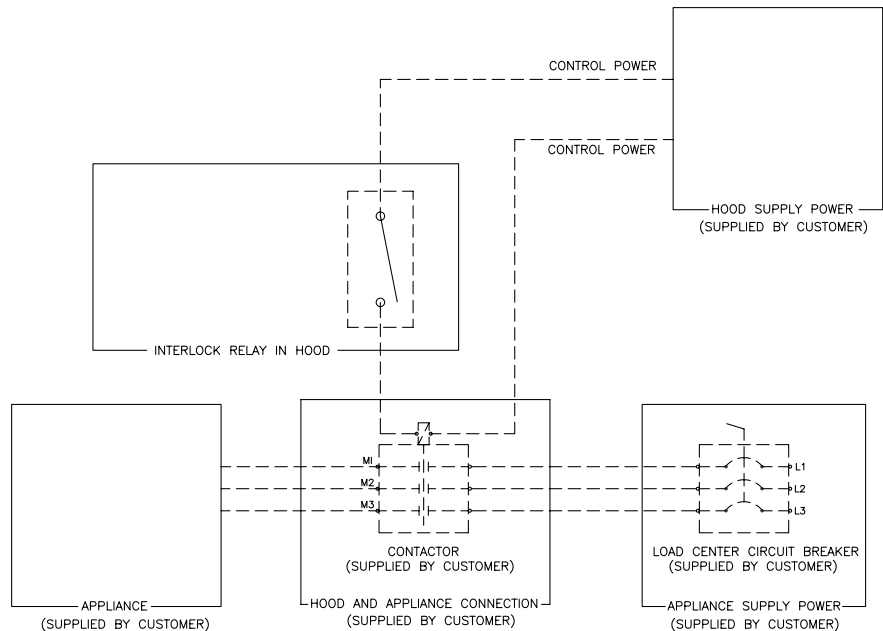 CONTROL POWER
CONTROL POWER
HOOD SUPPLY POWER
(SUPPLIED BY CUSTOMER)
INTERLOCK RELAY IN HOOD
M1
M2
M3
L1
L2
L3
CONTACTOR
(SUPPLIED BY CUSTOMER)
LOAD CENTER CIRCUIT BREAKER
(SUPPLIED BY CUSTOMER)
APPLIANCE
(SUPPLIED BY CUSTOMER)
HOOD AND APPLIANCE CONNECTION
(SUPPLIED BY CUSTOMER)
APPLIANCE SUPPLY POWER
(SUPPLIED BY CUSTOMER)